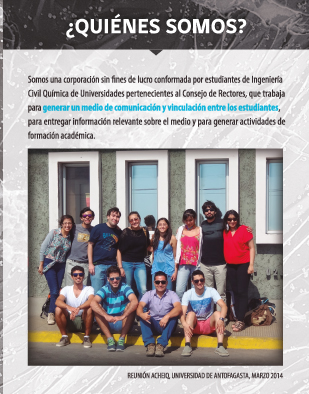 ¿QUIÉNES SOMOS?
Somos una corporación sin fines de lucro conformada por estudiantes de Ingeniería
Civil Química de Universidades pertenecientes al Consejo de Rectores, que trabaja
para generar un medio de comunicación y vinculación entre los estudiantes,
para entregar información relevante sobre el medio y para generar actividades de
formación académica.
REUNIÓN ACHEIQ, UNIVERSIDAD DE ANTOFAGASTA, MARZO 2014